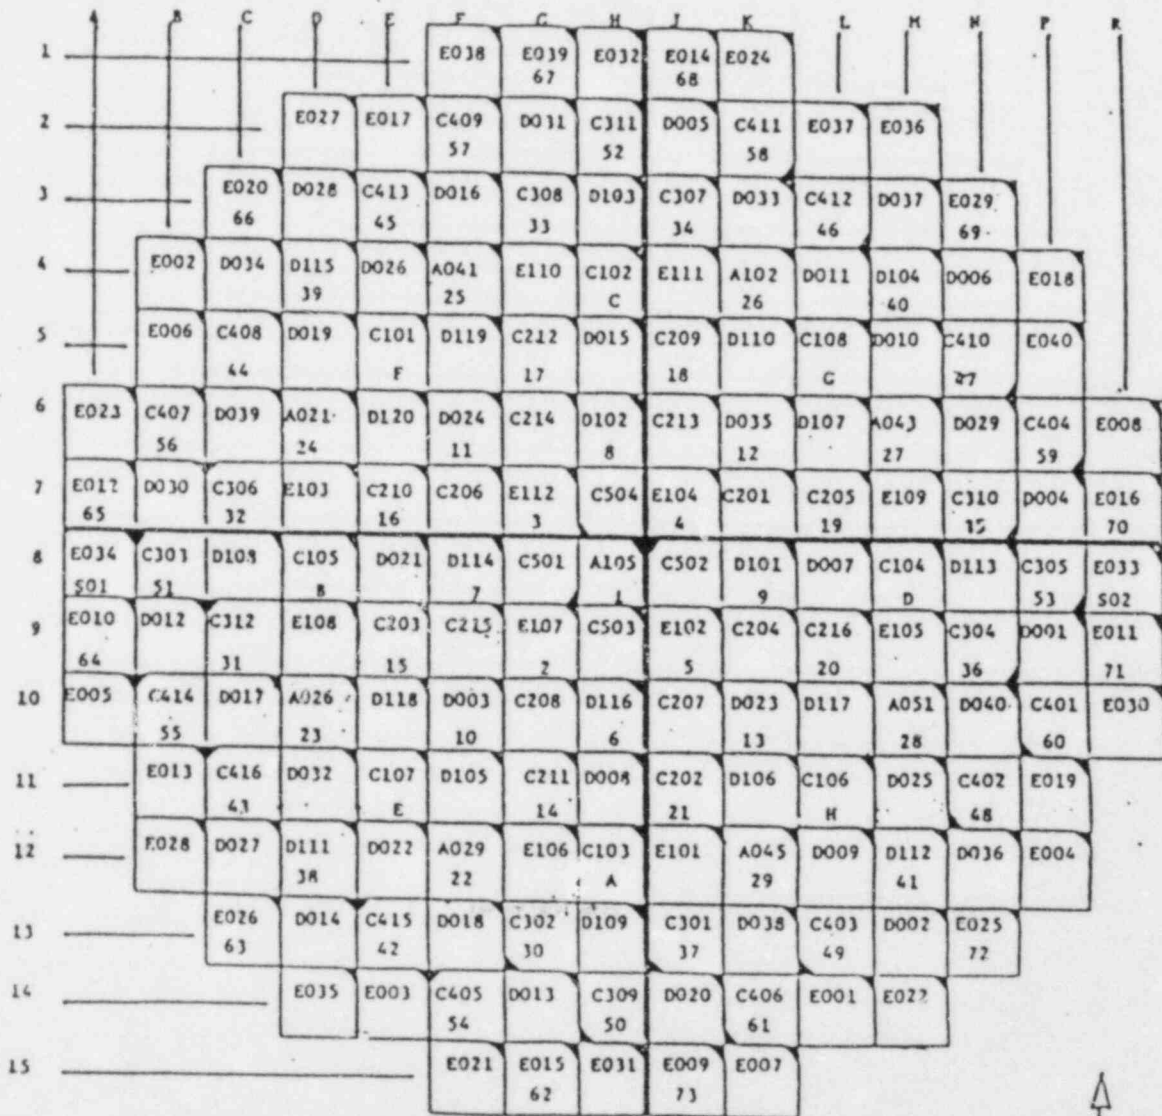 A B C D E F G H J K L M N P R
1 E038 E039 E032 E014 E024
67 68
2 E027 E017 C409 D031 C311 D005 C411 E037 E036
57 52 58
3 E020 D028 C413 D016 C308 D103 C307 D033 C412 D037 E029
66 45 33 34 46 69
4 E002 D034 D115 D026 A041 E110 C102 E111 A102 D011 D104 D006 E018
39 25 C 26 40
5 E006 C408 D019 C101 D119 C212 D015 C209 D110 C108 D010 C410 E040
44 F 17 18 G 47
6 E023 C407 D039 A021 D120 D024 C214 D102 C213 D035 D107 A043 D029 C404 E008
56 24 11 8 12 27 59
7 E012 D030 C306 E103 C210 C206 E112 C504 E104 C201 C205 E109 C310 D004 E016
65 32 16 3 4 19 35 70
8 E034 C303 D108 C105 D021 D114 C501 A105 C502 D101 D007 C104 D113 C305 E033
S01 51 B 7 1 9 D 53 S02
9 E010 D012 C312 E108 C203 C215 E107 C503 E102 C204 C216 E105 C304 D001 E011
64 31 15 2 5 20 36 71
10 E005 C414 D017 A026 D118 D003 C208 D116 C207 D023 D117 A051 D040 C401 E030
55 23 10 6 13 28 60
11 E013 C416 D032 C107 D105 C211 D008 C202 D106 C106 D025 C402 E019
43 E 14 21 H 48
12 E028 D027 D111 D022 A029 E106 C103 E101 A045 D009 D112 D036 E004
38 22 A 29 41
13 E026 D014 C415 D018 C302 D109 C301 D038 C403 D002 E025
63 42 30 37 49 72
14 E035 E003 C405 D013 C309 D020 C406 E001 E022
54 50 61
15 E021 E015 E031 E009 E007
62 73